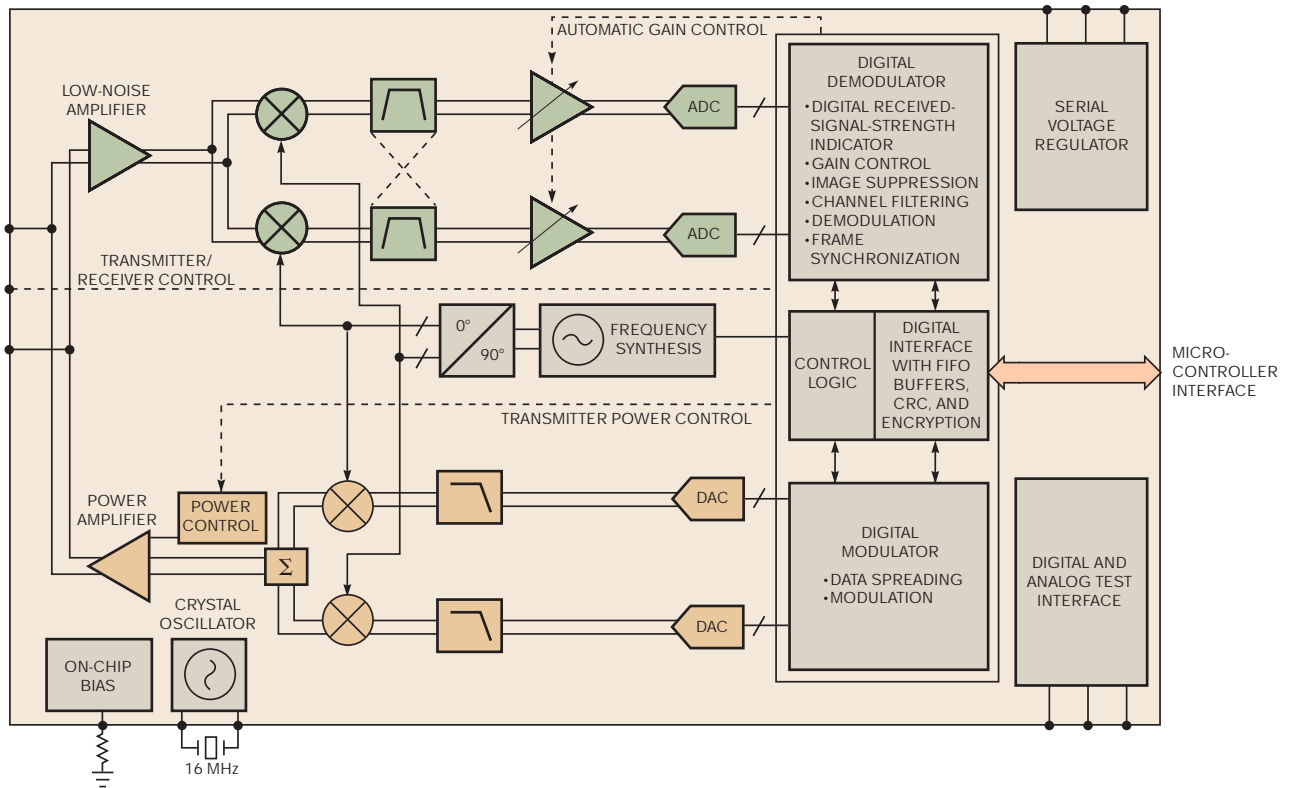 AUTOMATIC GAIN CONTROL
LOW-NOISE
AMPLIFIER
ADC
ADC
DIGITAL
DEMODULATOR
•DIGITAL RECEIVED-
SIGNAL-STRENGTH
INDICATOR
•GAIN CONTROL
•IMAGE SUPPRESSION
•CHANNEL FILTERING
•DEMODULATION
•FRAME
SYNCHRONIZATION
SERIAL
VOLTAGE
REGULATOR
TRANSMITTER/
RECEIVER CONTROL
0°
90°
FREQUENCY
SYNTHESIS
CONTROL
LOGIC
DIGITAL
INTERFACE
WITH FIFO
BUFFERS,
CRC, AND
ENCRYPTION
MICRO-
CONTROLLER
INTERFACE
TRANSMITTER POWER CONTROL
POWER
AMPLIFIER
POWER
CONTROL
Σ
DAC
DAC
DIGITAL
MODULATOR
•DATA SPREADING
•MODULATION
DIGITAL AND
ANALOG TEST
INTERFACE
CRYSTAL
OSCILLATOR
ON-CHIP
BIAS
16 MHz